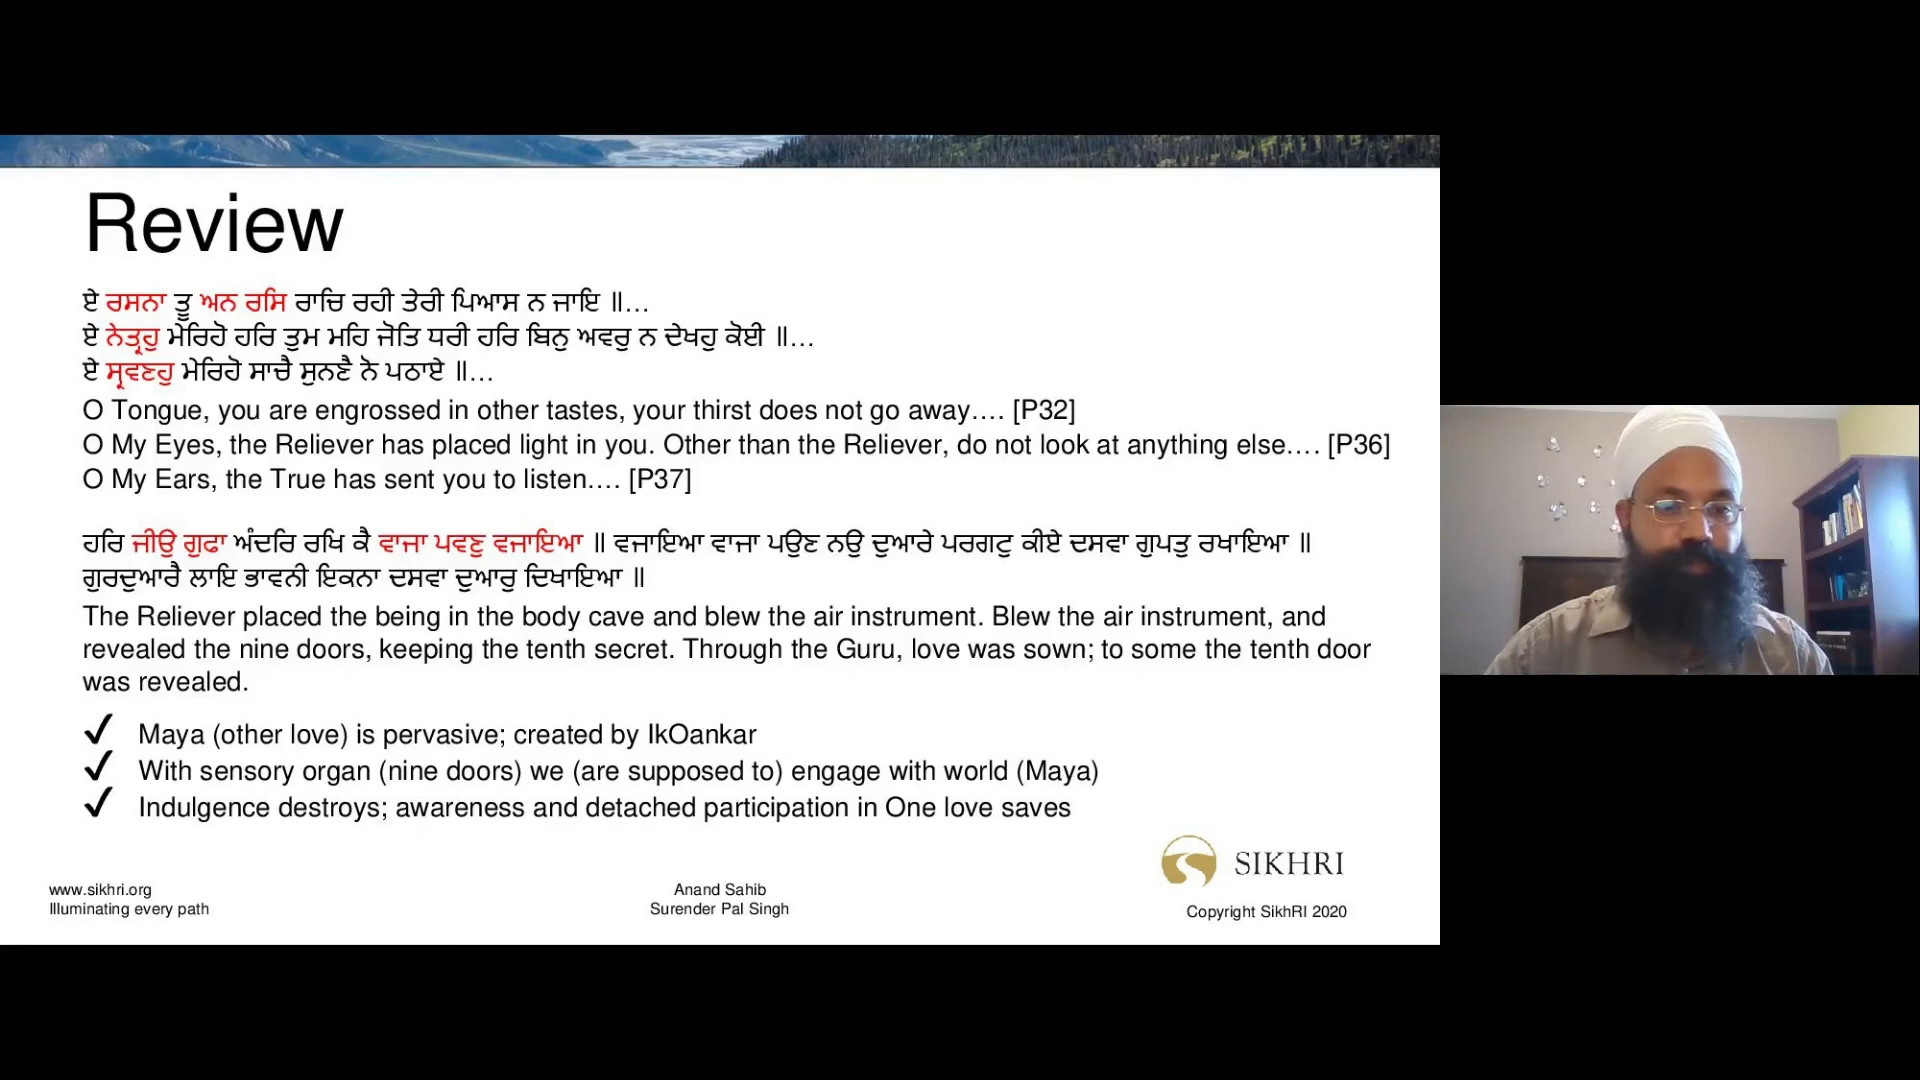 Review
ਏ ਰਸਨਾ ਤੂ ਅਨ ਰਸਿ ਰਾਚਿ ਰਹੀ ਤੇਰੀ ਪਿਆਸ ਨ ਜਾਇ ॥...
ਏ ਨੇਤ੍ਰਹੁ ਮੇਰਿਹੋ ਹਰਿ ਤੁਮ ਮਹਿ ਜੋਤਿ ਧਰੀ ਹਰਿ ਬਿਨੁ ਅਵਰੁ ਨ ਦੇਖਹੁ ਕੋਈ ॥...
ਏ ਸ੍ਰਵਣਹੁ ਮੇਰਿਹੋ ਸਾਚੈ ਸੁਨਣੈ ਨੋ ਪਠਾਏ ॥...
O Tongue, you are engrossed in other tastes, your thirst does not go away.... [P32]
O My Eyes, the Reliever has placed light in you. Other than the Reliever, do not look at anything else.... [P36]
O My Ears, the True has sent you to listen.... [P37]
ਹਰਿ ਜੀਉ ਗੁਫਾ ਅੰਦਰਿ ਰਖਿ ਕੈ ਵਾਜਾ ਪਵਣੁ ਵਜਾਇਆ ॥ ਵਜਾਇਆ ਵਾਜਾ ਪਉਣ ਨਉ ਦੁਆਰੇ ਪਰਗਟੁ ਕੀਏ ਦਸਵਾ ਗੁਪਤੁ ਰਖਾਇਆ ॥
ਗੁਰਦੁਆਰੈ ਲਾਇ ਭਾਵਨੀ ਇਕਨਾ ਦਸਵਾ ਦੁਆਰੁ ਦਿਖਾਇਆ ॥
The Reliever placed the being in the body cave and blew the air instrument. Blew the air instrument, and
revealed the nine doors, keeping the tenth secret. Through the Guru, love was sown; to some the tenth door
was revealed.
✓ Maya (other love) is pervasive; created by IkOankar
✓ With sensory organ (nine doors) we (are supposed to) engage with world (Maya)
✓ Indulgence destroys; awareness and detached participation in One love saves
SIKHRI
www.sikhri.org
Illuminating every path
Anand Sahib
Surender Pal Singh
Copyright SikhRI 2020